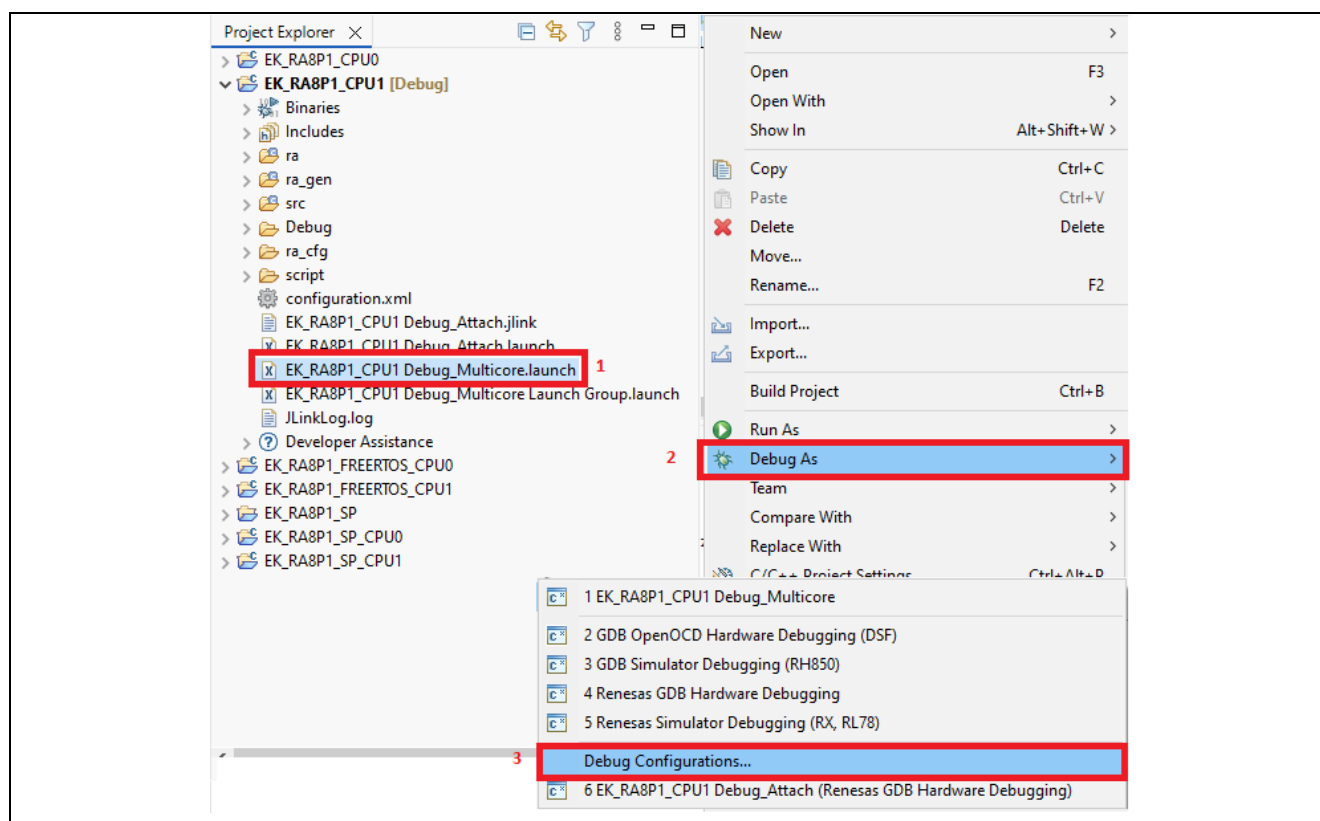 Project Explorer
EK_RA8P1_CPU0
EK_RA8P1_CPU1 [Debug]
Binaries
Includes
ra
ra_gen
src
Debug
ra_cfg
script
configuration.xml
EK_RA8P1_CPU1 Debug_Attach.jlink
EK_RA8P1_CPU1 Debug_Attach.launch
EK_RA8P1_CPU1 Debug_Multicore.launch
1
EK_RA8P1_CPU1 Debug_Multicore Launch Group.launch
JLinkLog.log
Developer Assistance
EK_RA8P1_FREERTOS_CPU0
EK_RA8P1_FREERTOS_CPU1
EK_RA8P1_SP
EK_RA8P1_SP_CPU0
EK_RA8P1_SP_CPU1
New
Open F3
Open With
Show In Alt+Shift+W
Copy Ctrl+C
Paste Ctrl+V
Delete Delete
Move...
Rename... F2
Import...
Export...
Build Project Ctrl+B
Run As
2
Debug As
Team
Compare With
Replace With
C/C++ Project Settings Ctrl+Alt+P
1 EK_RA8P1_CPU1 Debug_Multicore
2 GDB OpenOCD Hardware Debugging (DSF)
3 GDB Simulator Debugging (RH850)
4 Renesas GDB Hardware Debugging
5 Renesas Simulator Debugging (RX, RL78)
3
Debug Configurations...
6 EK_RA8P1_CPU1 Debug_Attach (Renesas GDB Hardware Debugging)